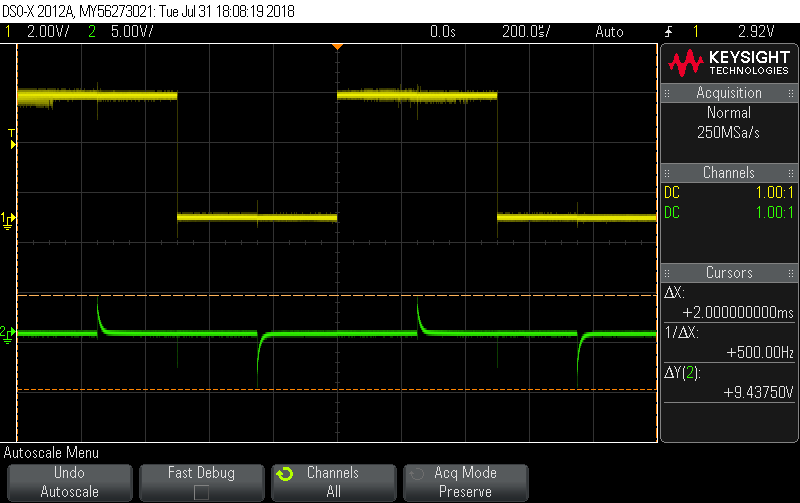 DSO-X 2012A, MY56273021: Tue Jul 31 18:08:19 2018
1 2.00V/ 2 5.00V/ 0.0s 200.0µs/ Auto 1 2.92V
KEYSIGHT
TECHNOLOGIES
Acquisition
Normal
250MSa/s
Channels
DC 1.00:1
DC 1.00:1
Cursors
ΔX:
+2.000000000ms
1/ΔX:
+500.00Hz
ΔY(2):
+9.43750V
T
1
2
Autoscale Menu
Undo
Autoscale
Fast Debug
Channels
All
Acq Mode
Preserve